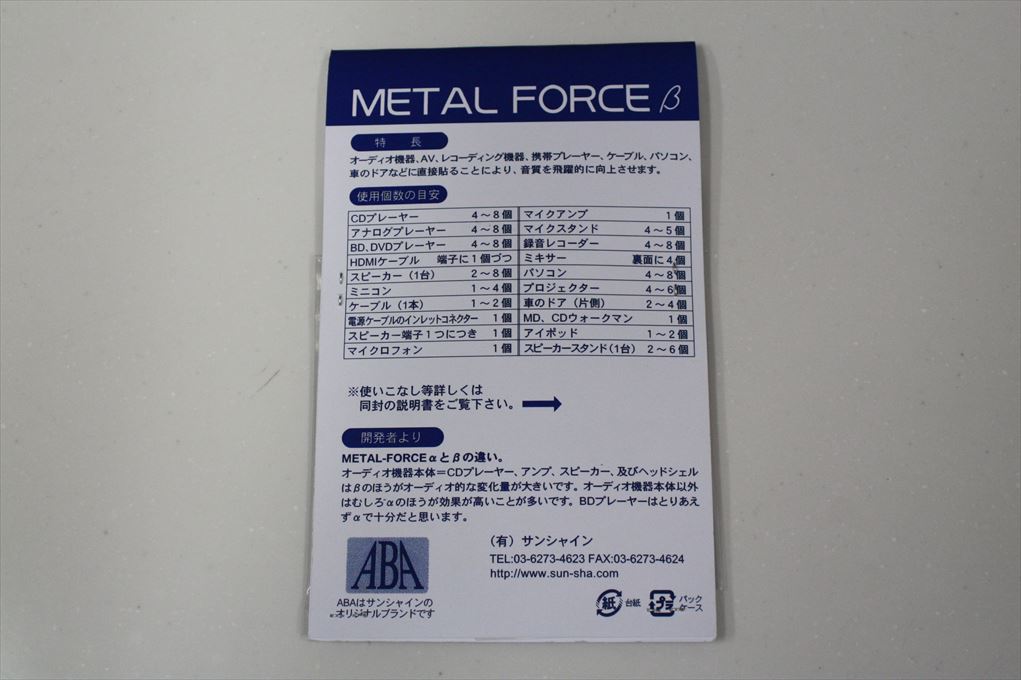 METAL FORCE β
特 長
オーディオ機器、AV、レコーディング機器、携帯プレーヤー、ケーブル、パソコン、
車のドアなどに直接貼ることにより、音質を飛躍的に向上させます。
使用個数の目安
CDプレーヤー 4〜8個 マイクアンプ 1個
アナログプレーヤー 4〜8個 マイクスタンド 4〜5個
BD、DVDプレーヤー 4〜8個 録音レコーダー 4〜8個
HDMIケーブル 端子に1個づつ ミキサー 裏面に4個
スピーカー(1台) 2〜8個 パソコン 4〜8個
ミニコン 1〜4個 プロジェクター 4〜6個
ケーブル(1本) 1〜2個 車のドア(片側) 2〜4個
電源ケーブルのインレットコネクター 1個 MD、CDウォークマン 1個
スピーカー端子1つにつき 1個 アイポッド 1〜2個
マイクロフォン 1個 スピーカースタンド(1台) 2〜6個
※使いこなし等詳しくは
同封の説明書をご覧下さい。
開発者より
METAL-FORCEαとβの違い。
オーディオ機器本体=CDプレーヤー、アンプ、スピーカー、及びヘッドシェル
はβのほうがオーディオ的な変化量が大きいです。オーディオ機器本体以外
はむしろαのほうが効果が高いことが多いです。BDプレーヤーはとりあえ
ずαで十分だと思います。
ABA
ABAはサンシャインの
オリジナルブランドです
(有)サンシャイン
TEL:03-6273-4623 FAX:03-6273-4624
http://www.sun-sha.com
紙 台紙 プラ パック
ケース